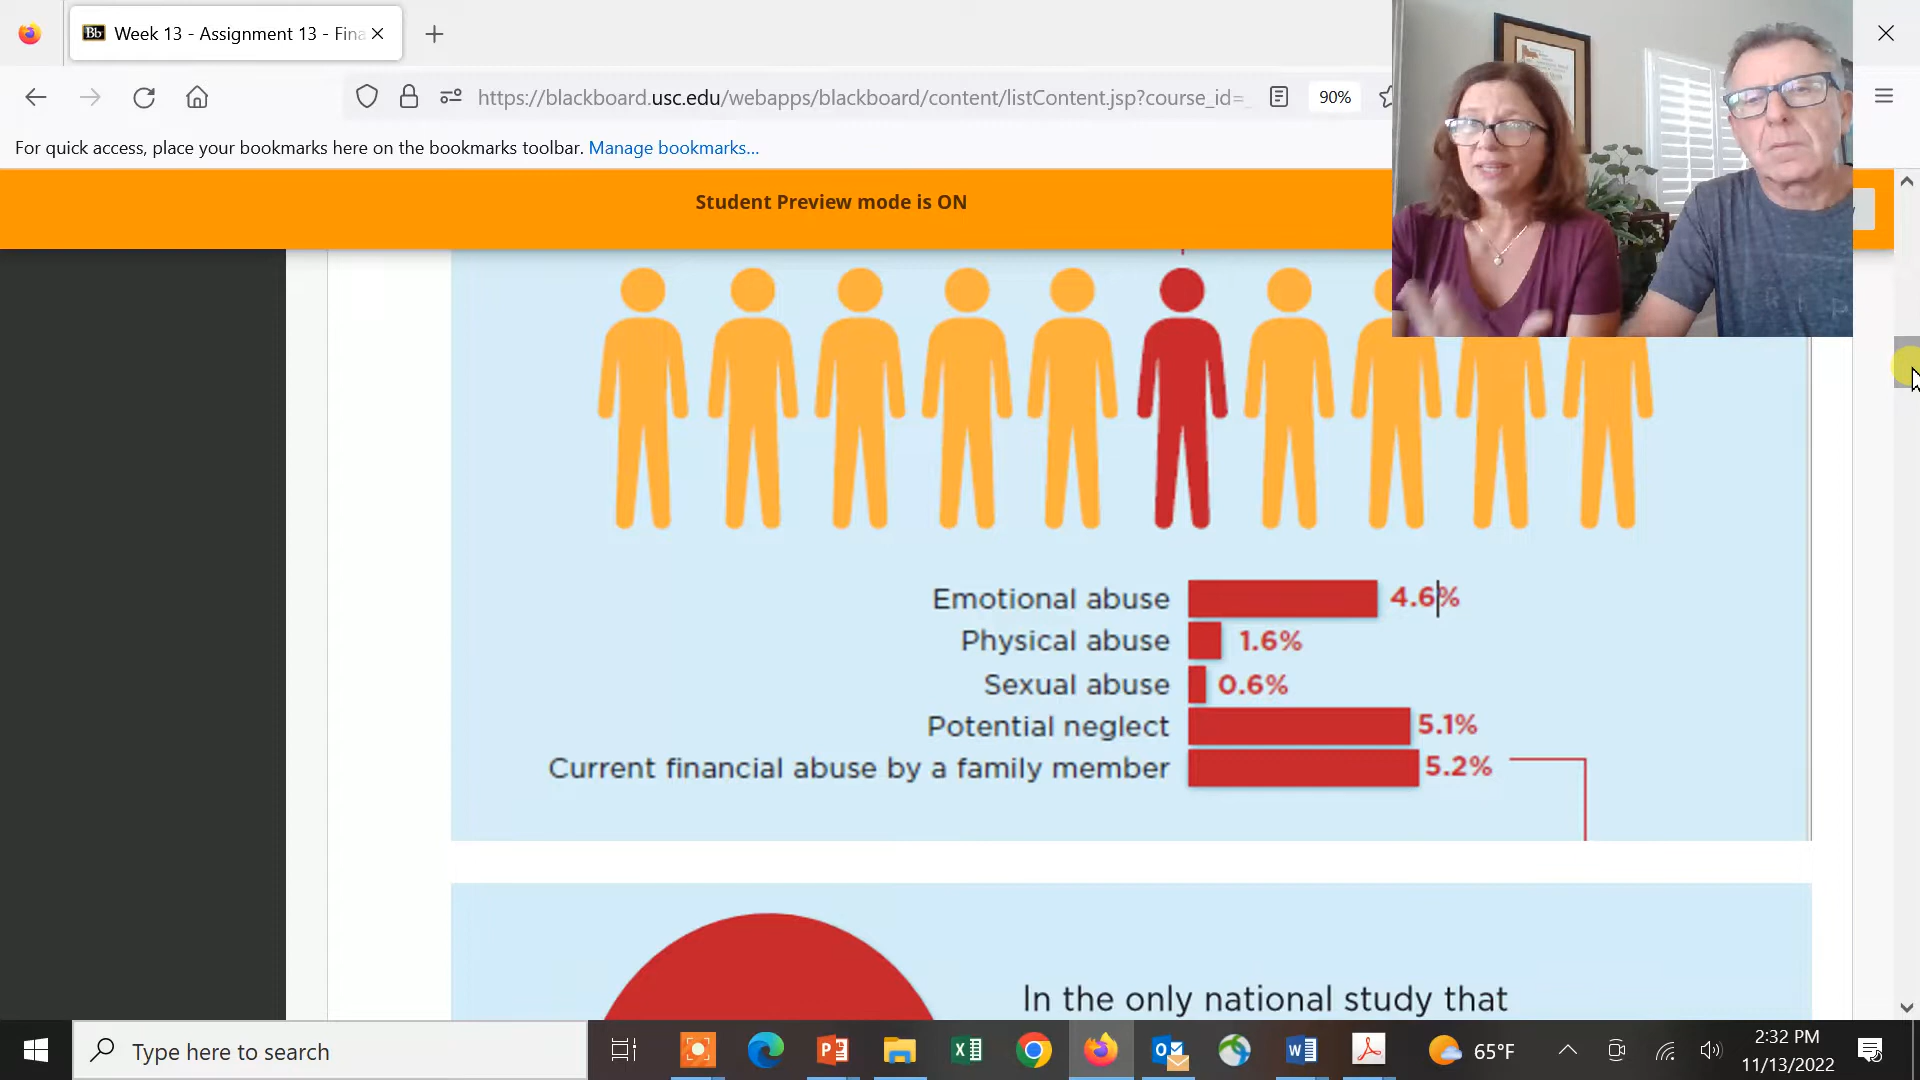 Week 13 - Assignment 13 - Fina
https://blackboard.usc.edu/webapps/blackboard/content/listContent.jsp?course_id=_
90%
For quick access, place your bookmarks here on the bookmarks toolbar. Manage bookmarks...
Student Preview mode is ON
Emotional abuse 4.6%
Physical abuse 1.6%
Sexual abuse 0.6%
Potential neglect 5.1%
Current financial abuse by a family member 5.2%
In the only national study that
Type here to search
65°F
2:32 PM
11/13/2022